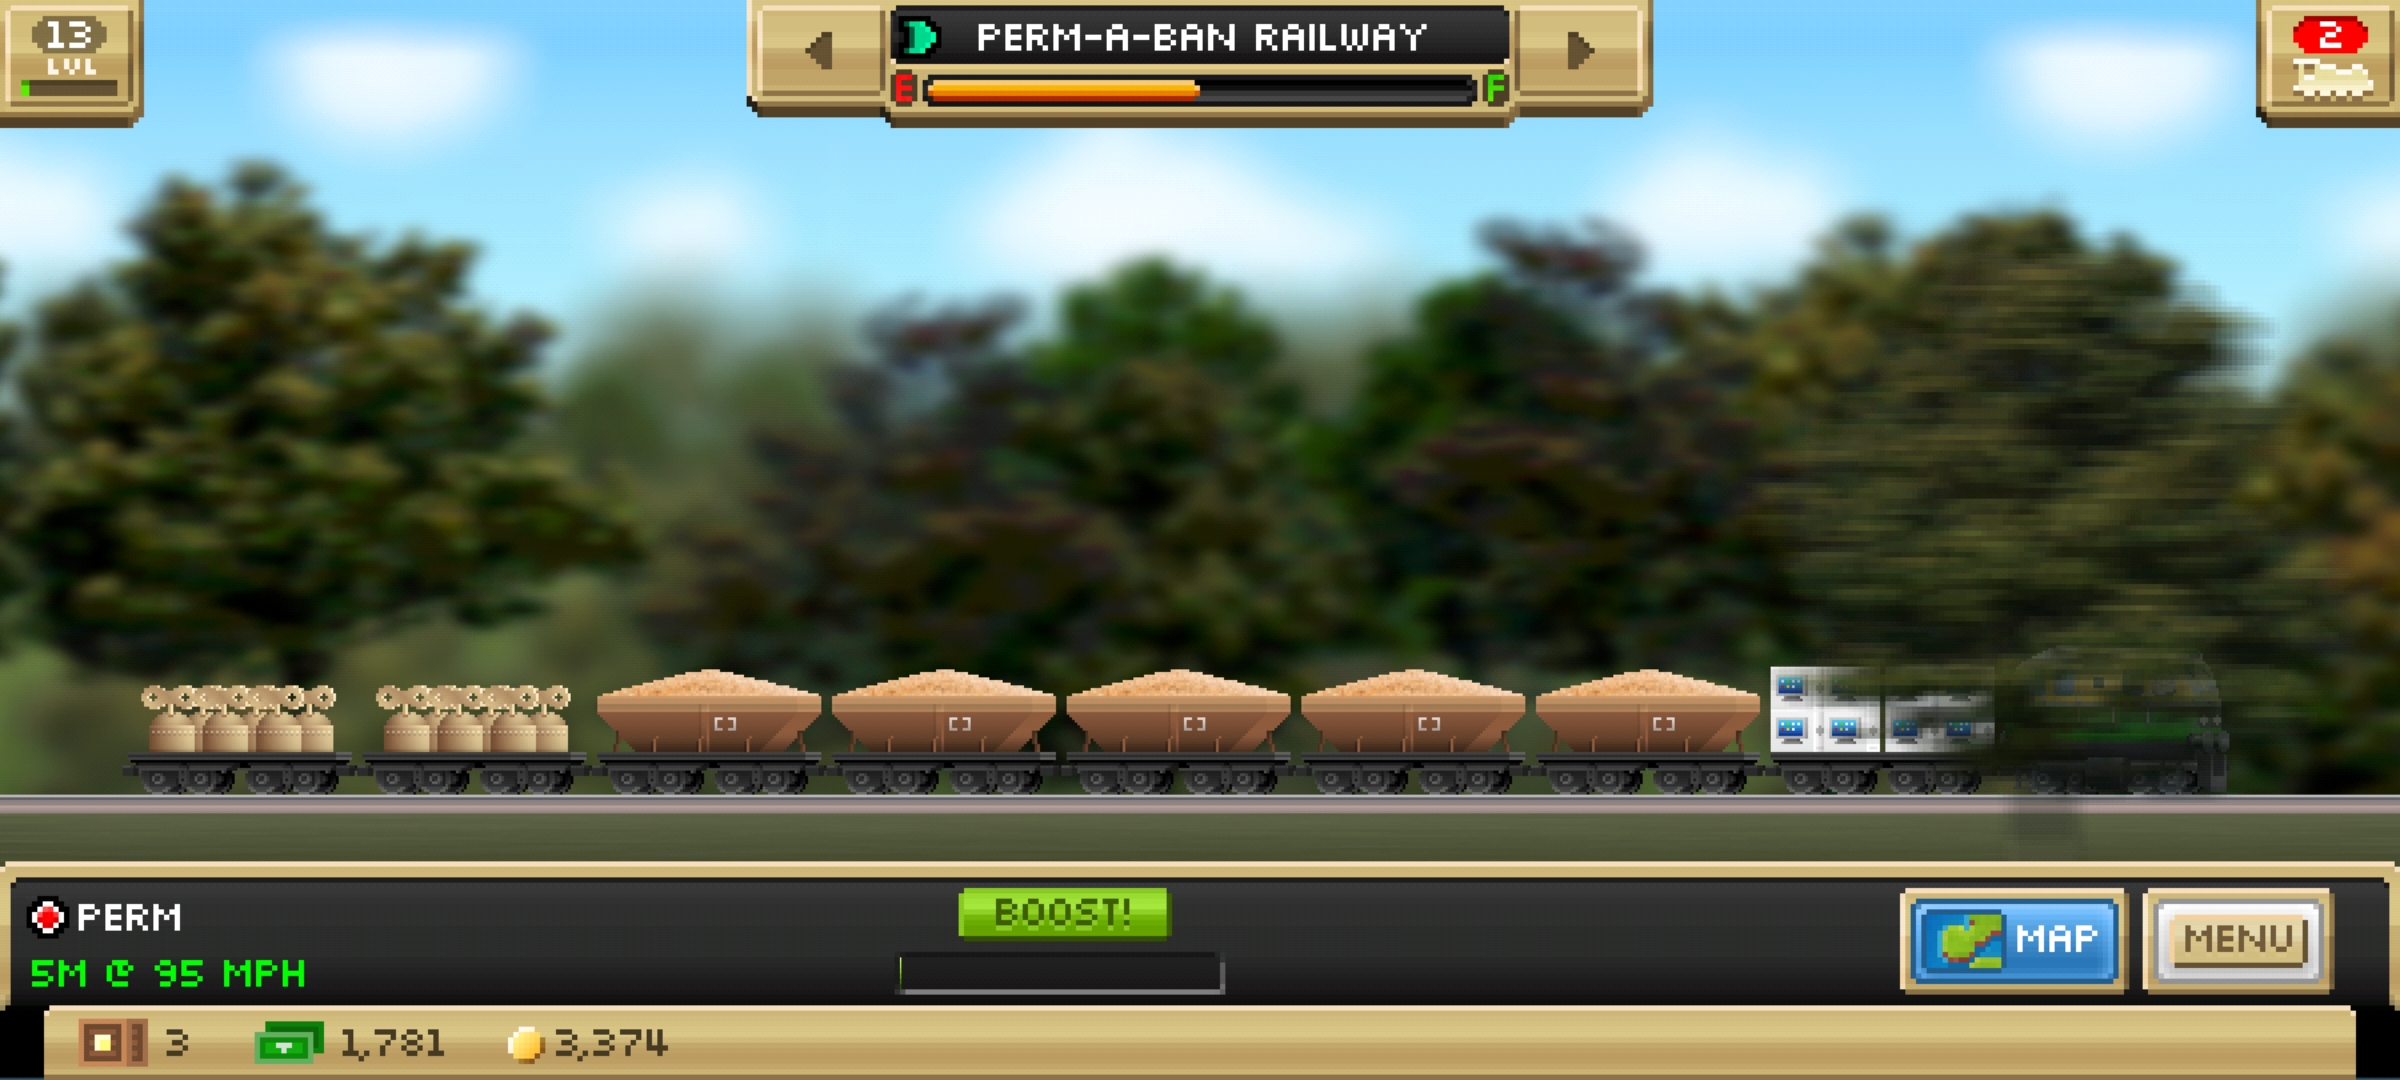 13
LVL
PERM-A-BAN RAILWAY
E F
2
PERM
5M @ 95 MPH
BOOST!
MAP
MENU
3
1,781
3,374